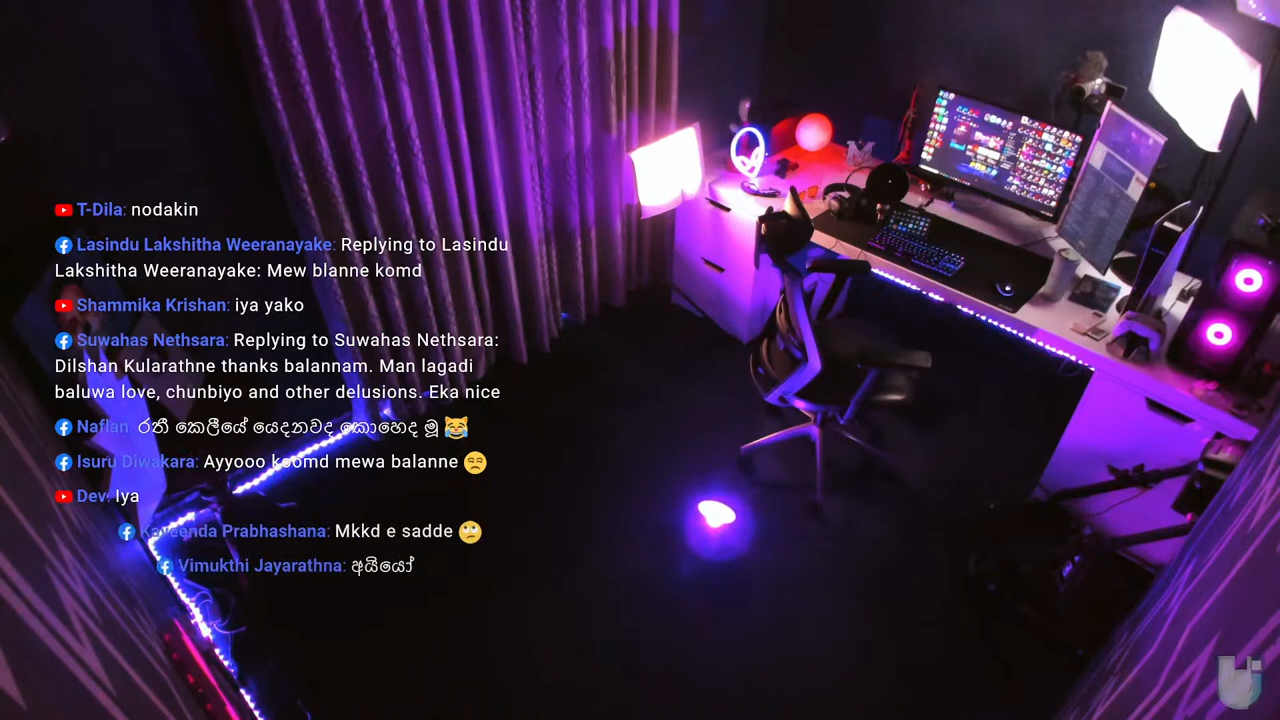 T-Dila: nodakin
Lasindu Lakshitha Weeranayake: Replying to Lasindu
Lakshitha Weeranayake: Mew blanne komd
Shammika Krishan: iya yako
Suwahas Nethsara: Replying to Suwahas Nethsara:
Dilshan Kularathne thanks balannam. Man lagadi
baluwa love, chunbiyo and other delusions. Eka nice
Naflan රනී කෙලීයේ යෙදනවද කොහෙද මූ 😹
Isuru Diwakara: Ayyooo koomd mewa balanne 😒
Dev: Iya
Kaveenda Prabhashana: Mkkd e sadde 🙄
Vimukthi Jayarathna: අයියෝ